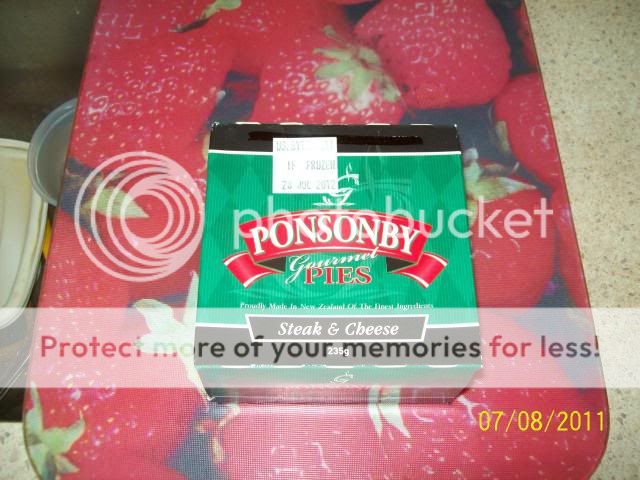 IF FROZEN
2012
photobucket
PONSONBY
Gourmet
PIES
Proudly Made In New Zealand Of The Finest Ingredients
Steak & Cheese
235g
Protect more of your memories for less!
07/08/2011